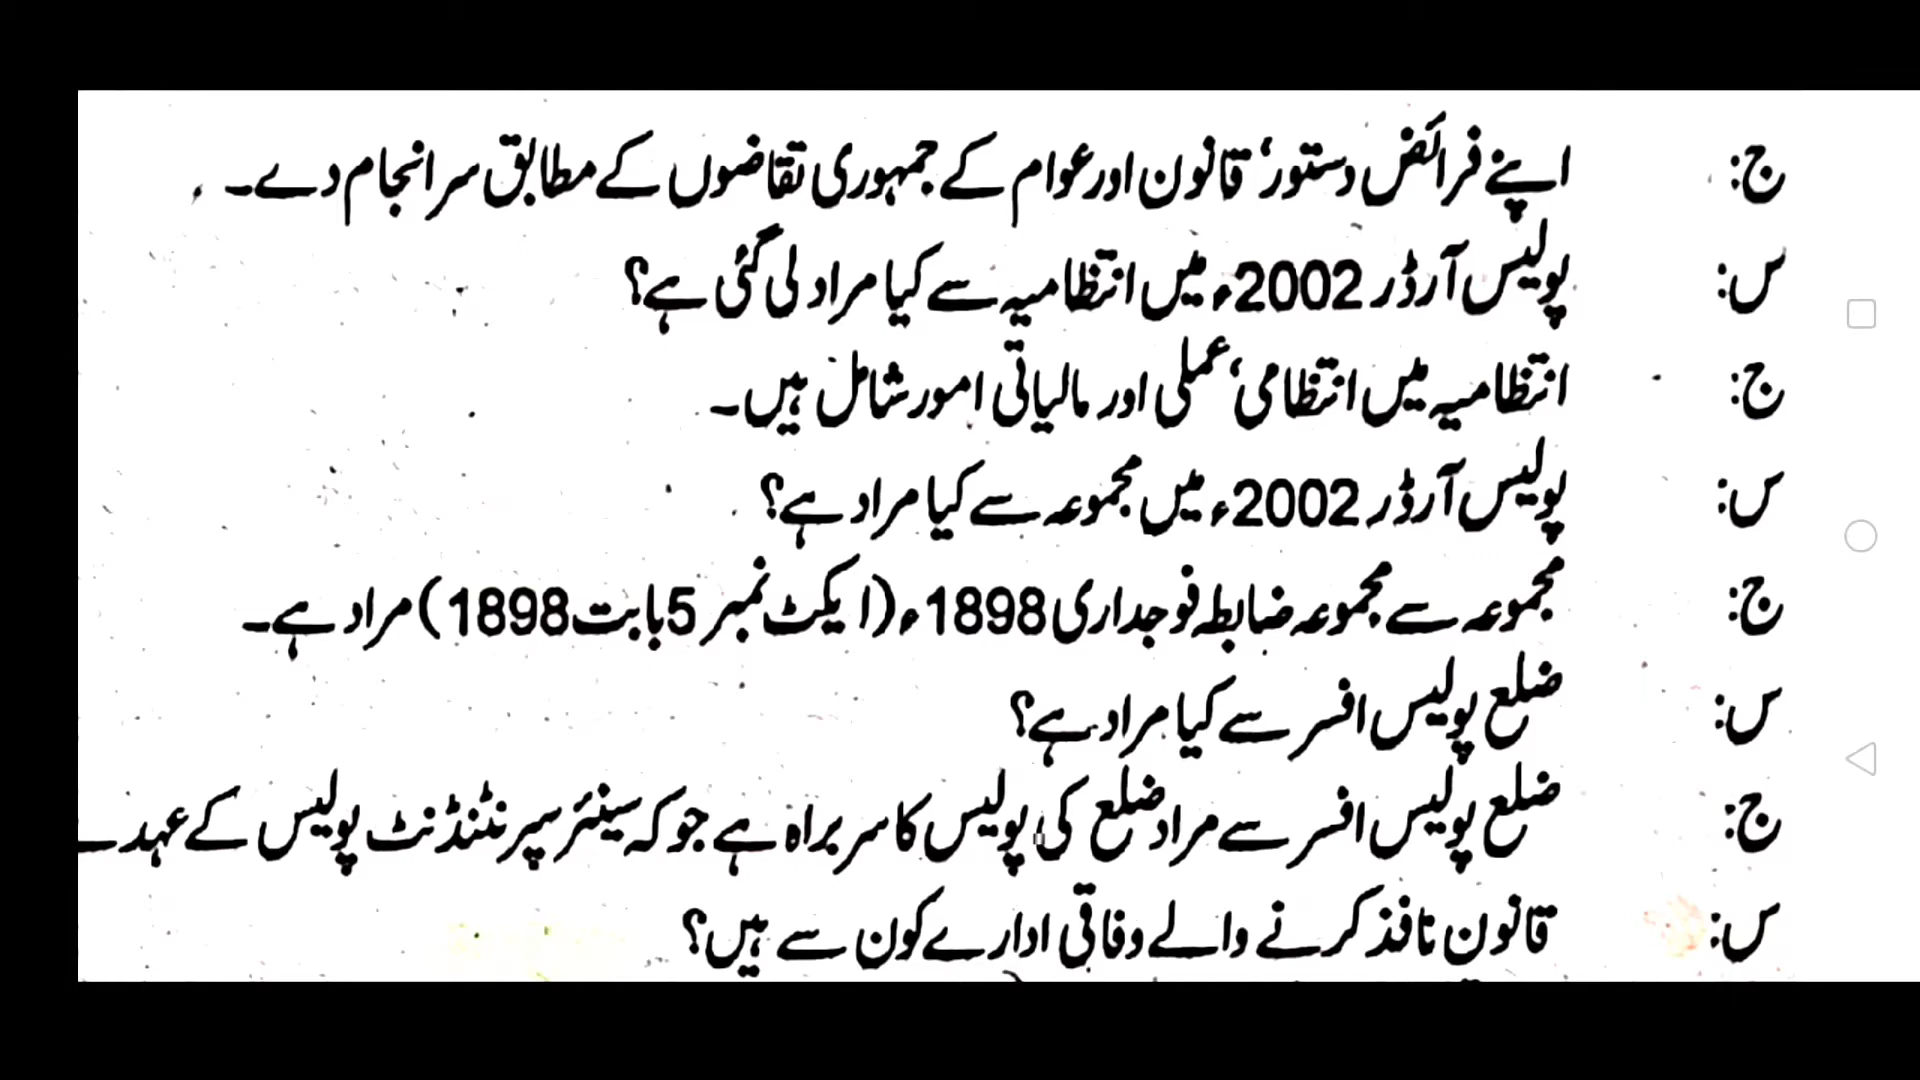 ج: اپنے فرائض دستور‘ قانون اور عوام کے جمہوری تقاضوں کے مطابق سرانجام دے۔
س: پولیس آرڈر 2002ء میں انتظامیہ سے کیا مراد لی گئی ہے؟
ج: انتظامیہ میں انتظامی‘ عملی اور مالیاتی امور شامل ہیں۔
س: پولیس آرڈر 2002ء میں مجموعہ سے کیا مراد ہے؟
ج: مجموعہ سے مجموعہ ضابطہ فوجداری 1898ء (ایکٹ نمبر 5 بابت 1898) مراد ہے۔
س: ضلع پولیس افسر سے کیا مراد ہے؟
ج: ضلع پولیس افسر سے مراد ضلع کی پولیس کا سربراہ ہے جو کہ سینئر سپرنٹنڈنٹ پولیس کے عہدے
س: قانون نافذ کرنے والے وفاقی ادارے کون سے ہیں؟